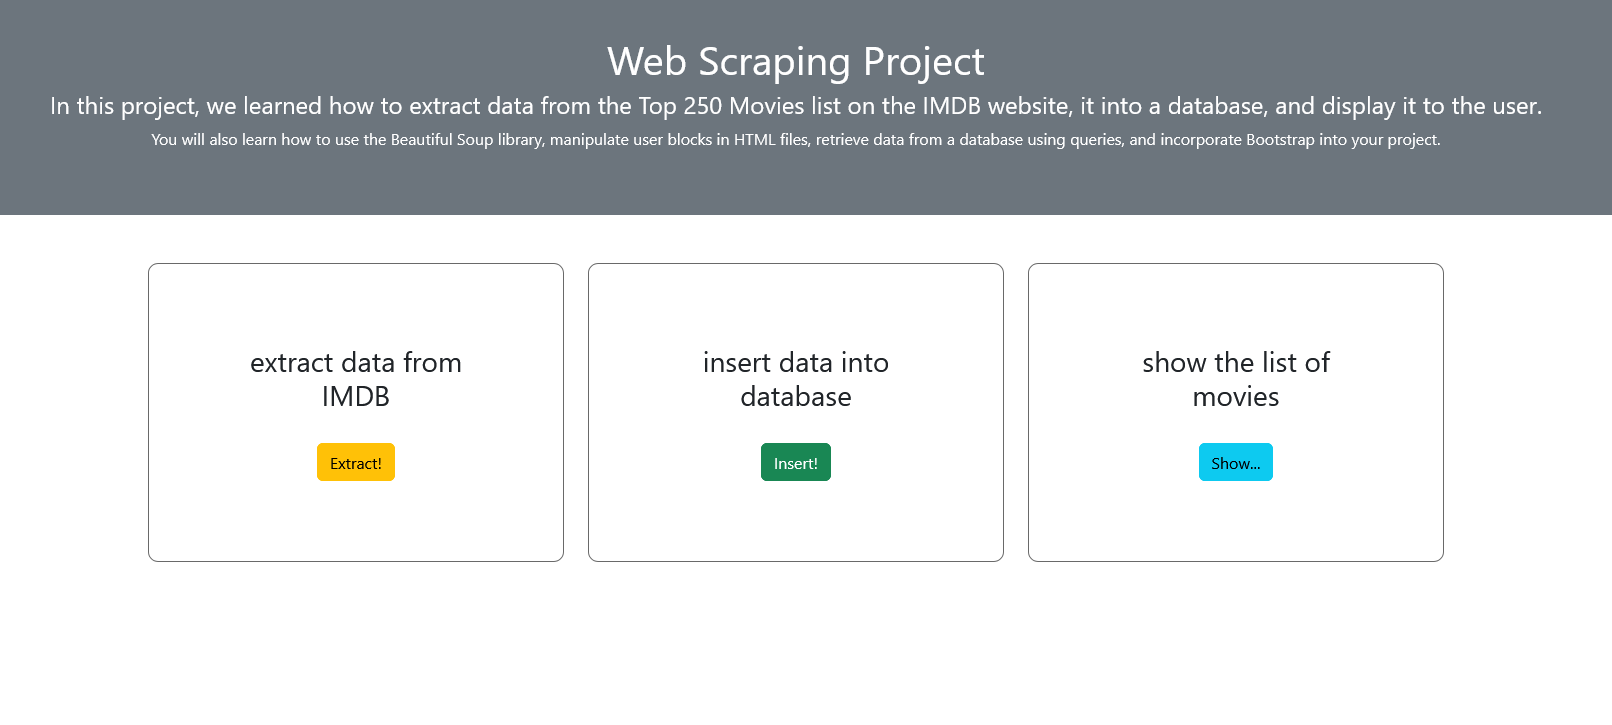 Web Scraping Project
In this project, we learned how to extract data from the Top 250 Movies list on the IMDB website, it into a database, and display it to the user.
You will also learn how to use the Beautiful Soup library, manipulate user blocks in HTML files, retrieve data from a database using queries, and incorporate Bootstrap into your project.
extract data from
IMDB
Extract!
insert data into
database
Insert!
show the list of
movies
Show...